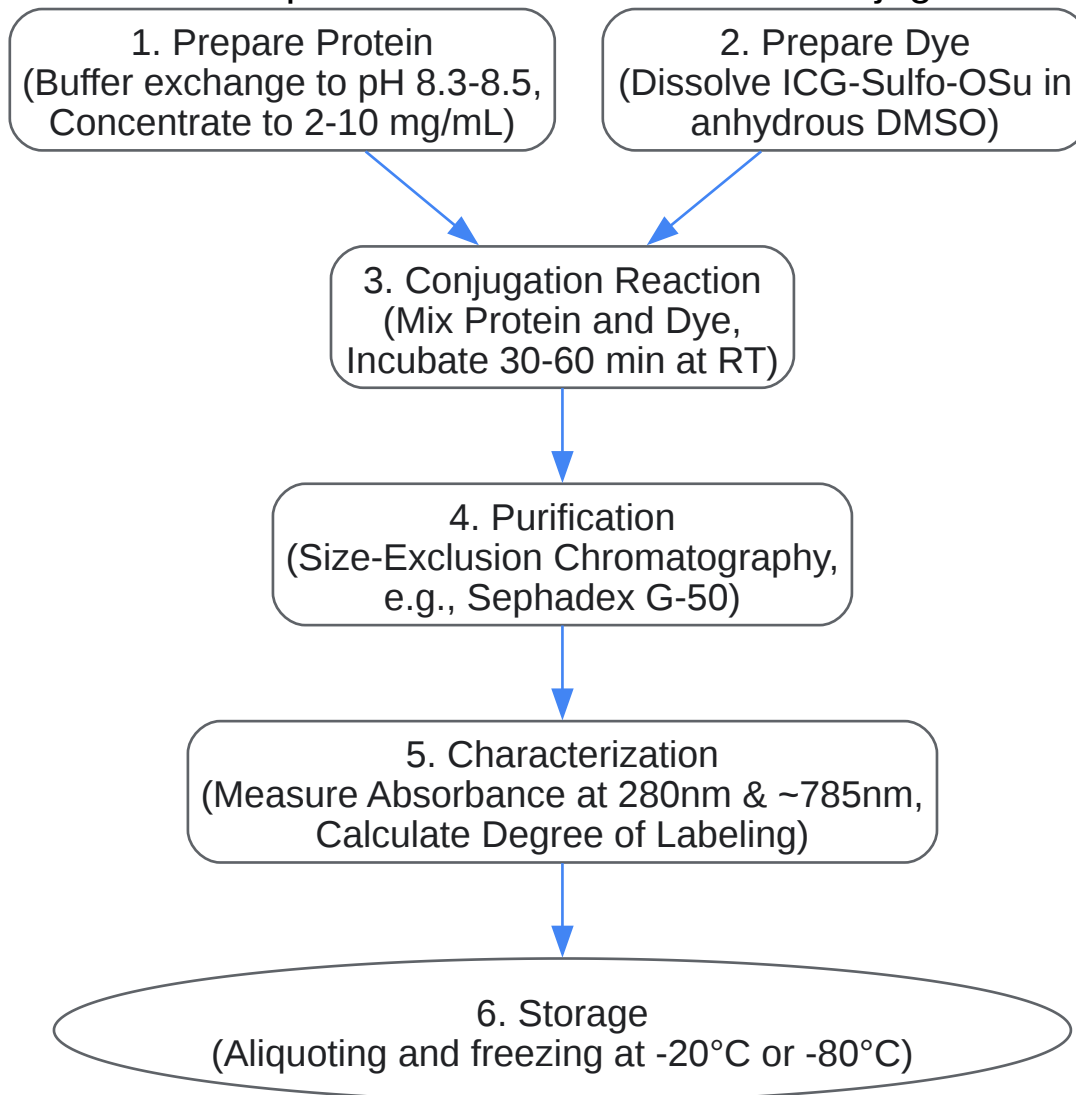 1. Prepare Protein
(Buffer exchange to pH 8.3-8.5,
Concentrate to 2-10 mg/mL)
2. Prepare Dye
(Dissolve ICG-Sulfo-OSu in
anhydrous DMSO)
3. Conjugation Reaction
(Mix Protein and Dye,
Incubate 30-60 min at RT)
4. Purification
(Size-Exclusion Chromatography,
e.g., Sephadex G-50)
5. Characterization
(Measure Absorbance at 280nm & ~785nm,
Calculate Degree of Labeling)
6. Storage
(Aliquoting and freezing at -20°C or -80°C)